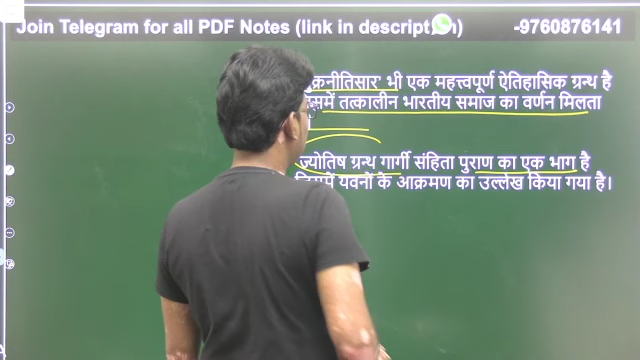 Join Telegram for all PDF Notes (link in descript n) -9760876141
भी एक महत्त्वपूर्ण ऐतिहासिक ग्रन्थ है
तत्कालीन भारतीय समाज का वर्णन मिलता
ज्योतिष ग्रन्थ गार्गी संहिता पुराण का एक भाग है
यवनों के आक्रमण का उल्लेख किया गया है।